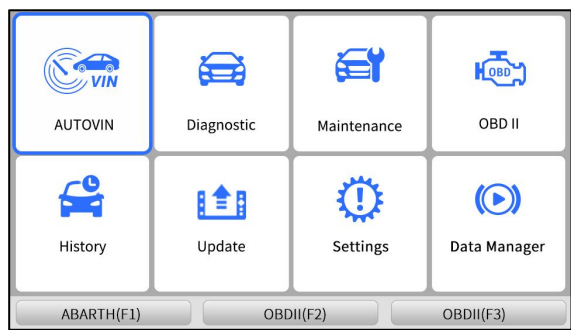 VIN
AUTOVIN
Diagnostic
Maintenance
OBD
OBD II
History
Update
Settings
Data Manager
ABARTH(F1)
OBDII(F2)
OBDII(F3)